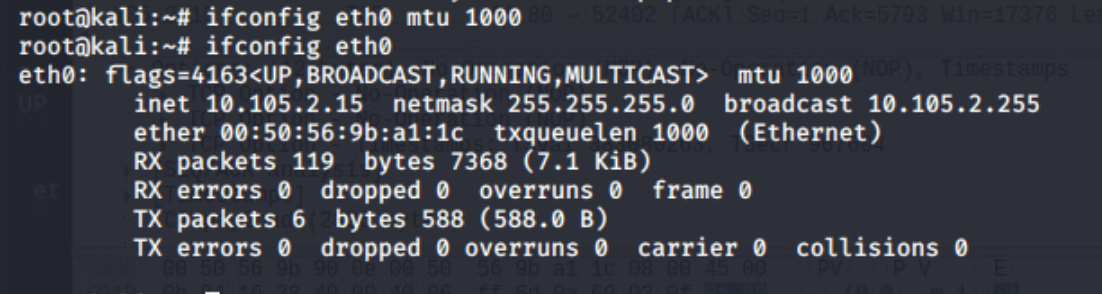 root@kali:~# ifconfig eth0 mtu 1000
root@kali:~# ifconfig eth0
eth0: flags=4163<UP,BROADCAST,RUNNING,MULTICAST>  mtu 1000
        inet 10.105.2.15  netmask 255.255.255.0  broadcast 10.105.2.255
        ether 00:50:56:9b:a1:1c  txqueuelen 1000  (Ethernet)
        RX packets 119  bytes 7368 (7.1 KiB)
        RX errors 0  dropped 0  overruns 0  frame 0
        TX packets 6  bytes 588 (588.0 B)
        TX errors 0  dropped 0 overruns 0  carrier 0  collisions 0